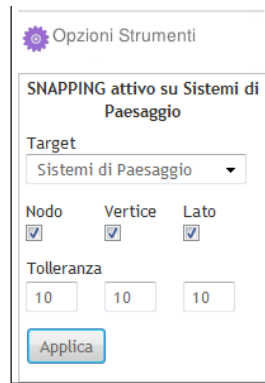 Opzioni Strumenti
SNAPPING attivo su Sistemi di
Paesaggio
Target
Sistemi di Paesaggio
Nodo Vertice Lato
Tolleranza
10 10 10
Applica